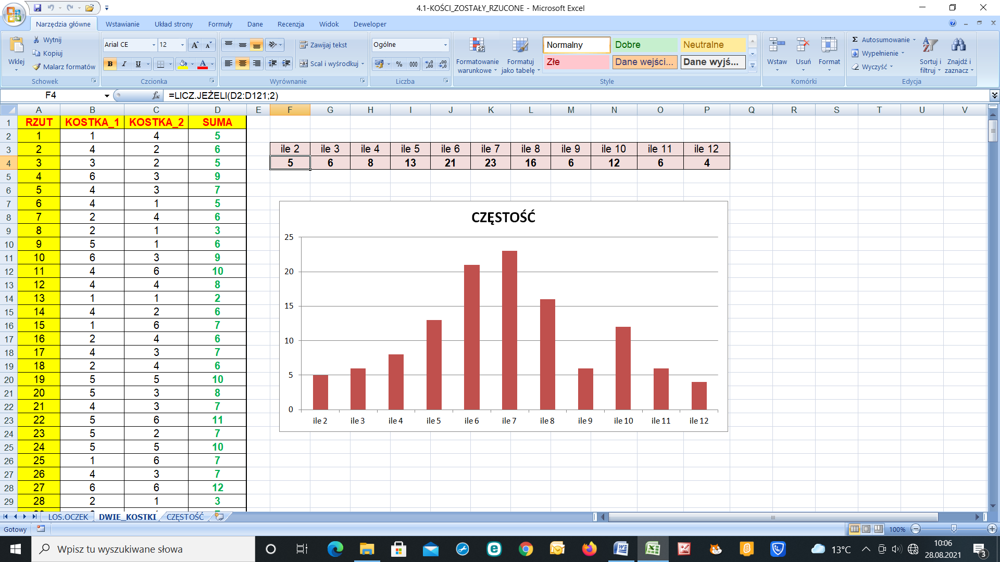 4.1-KOŚCI_ZOSTAŁY_RZUCONE - Microsoft Excel
Narzędzia główne Wstawianie Układ strony Formuły Dane Recenzja Widok Deweloper
Wklej Wytnij Kopiuj Malarz formatów Schowek
Arial CE 12 B I U A A A Czcionka
Zawijaj tekst Scal i wyśrodkuj Wyrównanie
Ogólne % 000 Liczba
Formatowanie warunkowe Formatuj jako tabelę
Normalny Dobre Neutralne
Złe Dane wejści... Dane wyjś...
Style
Wstaw Usuń Format Komórki
Σ Autosumowanie Wypełnienie Wyczyść Sortuj i filtruj Znajdź i zaznacz Edycja
F4 fx =LICZ.JEŻELI(D2:D121;2)
A B C D E F G H I J K L M N O P Q R S T U V
1 RZUT KOSTKA_1 KOSTKA_2 SUMA
2 1 1 4 5
3 2 4 2 6 ile 2 ile 3 ile 4 ile 5 ile 6 ile 7 ile 8 ile 9 ile 10 ile 11 ile 12
4 3 3 2 5 5 6 8 13 21 23 16 6 12 6 4
5 4 6 3 9
6 5 4 3 7
7 6 4 1 5
8 7 2 4 6
9 8 2 1 3
10 9 5 1 6
11 10 6 3 9
12 11 4 6 10
13 12 4 4 8
14 13 1 1 2
15 14 4 2 6
16 15 1 6 7
17 16 2 4 6
18 17 4 3 7
19 18 2 4 6
20 19 5 5 10
21 20 5 3 8
22 21 4 3 7
23 22 5 6 11
24 23 5 2 7
25 24 5 5 10
26 25 1 6 7
27 26 4 3 7
28 27 6 6 12
29 28 2 1 3
CZĘSTOŚĆ
25
20
15
10
5
0
ile 2 ile 3 ile 4 ile 5 ile 6 ile 7 ile 8 ile 9 ile 10 ile 11 ile 12
LOS.OCZEK DWIE_KOSTKI CZĘSTOŚĆ
Gotowy 100%
Wpisz tu wyszukiwane słowa
13°C 10:06
28.08.2021 3